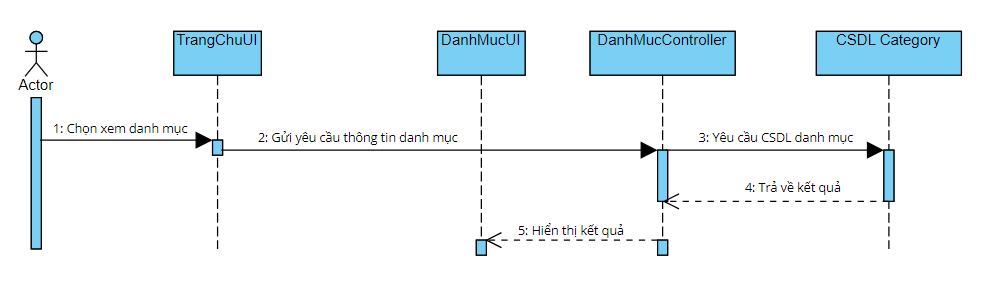 TrangChuUI
DanhMucUI
DanhMucController
CSDL Category
Actor
1: Chọn xem danh mục
2: Gửi yêu cầu thông tin danh mục
3: Yêu cầu CSDL danh mục
4: Trả về kết quả
5: Hiển thị kết quả